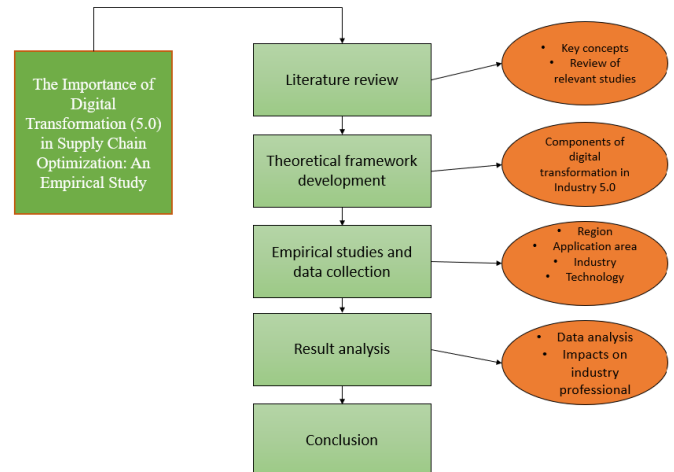 The Importance of
Digital
Transformation (5.0)
in Supply Chain
Optimization: An
Empirical Study
Literature review
• Key concepts
• Review of
relevant studies
Theoretical framework
development
Components of
digital
transformation in
Industry 5.0
Empirical studies and
data collection
• Region
• Application area
• Industry
• Technology
Result analysis
• Data analysis
• Impacts on
industry
professional
Conclusion